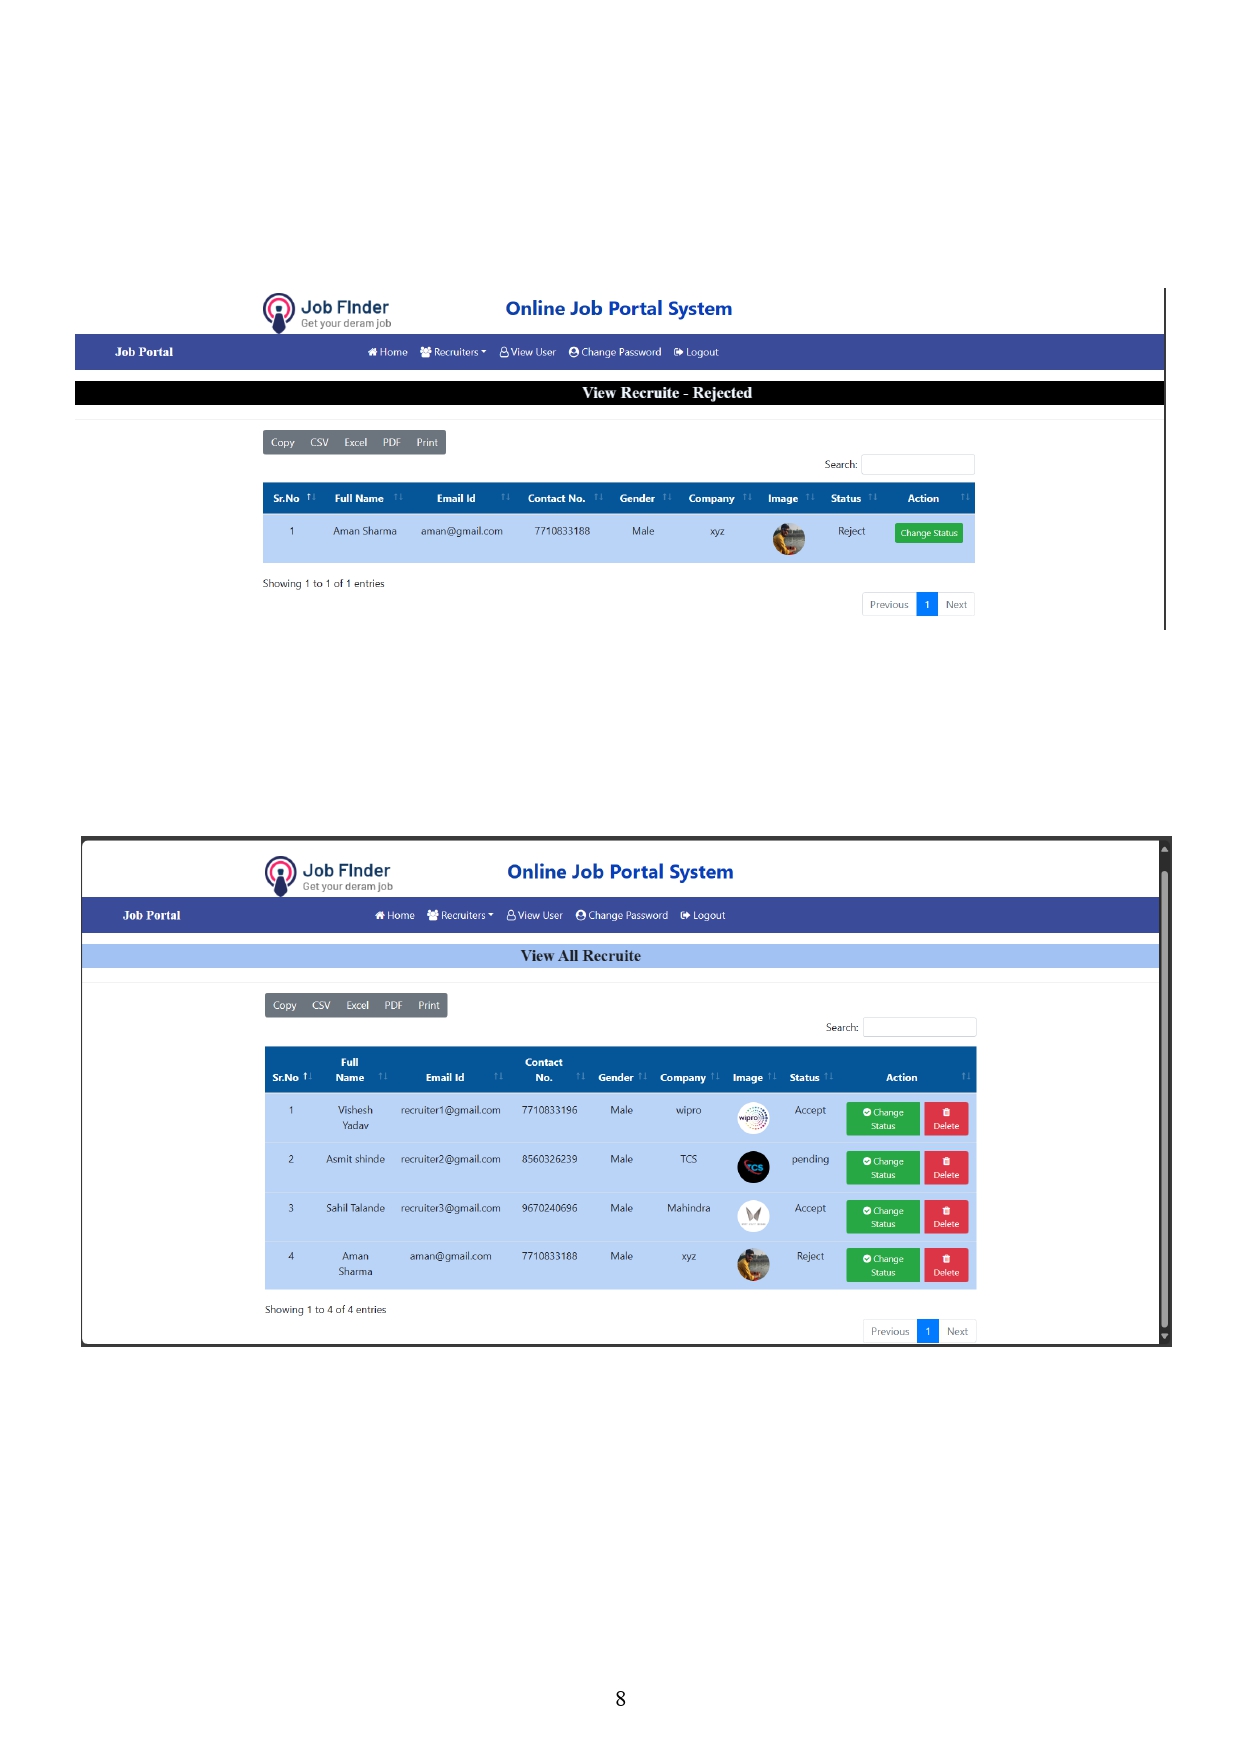 Job FInder
Get your deram job
Online Job Portal System
Job Portal Home Recruiters View User Change Password Logout
View Recruite - Rejected
Copy CSV Excel PDF Print
Search:
Sr.No Full Name Email Id Contact No. Gender Company Image Status Action
1 Aman Sharma aman@gmail.com 7710833188 Male xyz Reject Change Status
Showing 1 to 1 of 1 entries
Previous 1 Next
Job FInder
Get your deram job
Online Job Portal System
Job Portal Home Recruiters View User Change Password Logout
View All Recruite
Copy CSV Excel PDF Print
Search:
Full Contact
Sr.No Name Email Id No. Gender Company Image Status Action
1 Vishesh recruiter1@gmail.com 7710833196 Male wipro wipro Accept Change
Yadav Status Delete
2 Asmit shinde recruiter2@gmail.com 8560326239 Male TCS TCS pending Change
Status Delete
3 Sahil Talande recruiter3@gmail.com 9670240696 Male Mahindra Accept Change
Status Delete
4 Aman aman@gmail.com 7710833188 Male xyz Reject Change
Sharma Status Delete
Showing 1 to 4 of 4 entries
Previous 1 Next
8